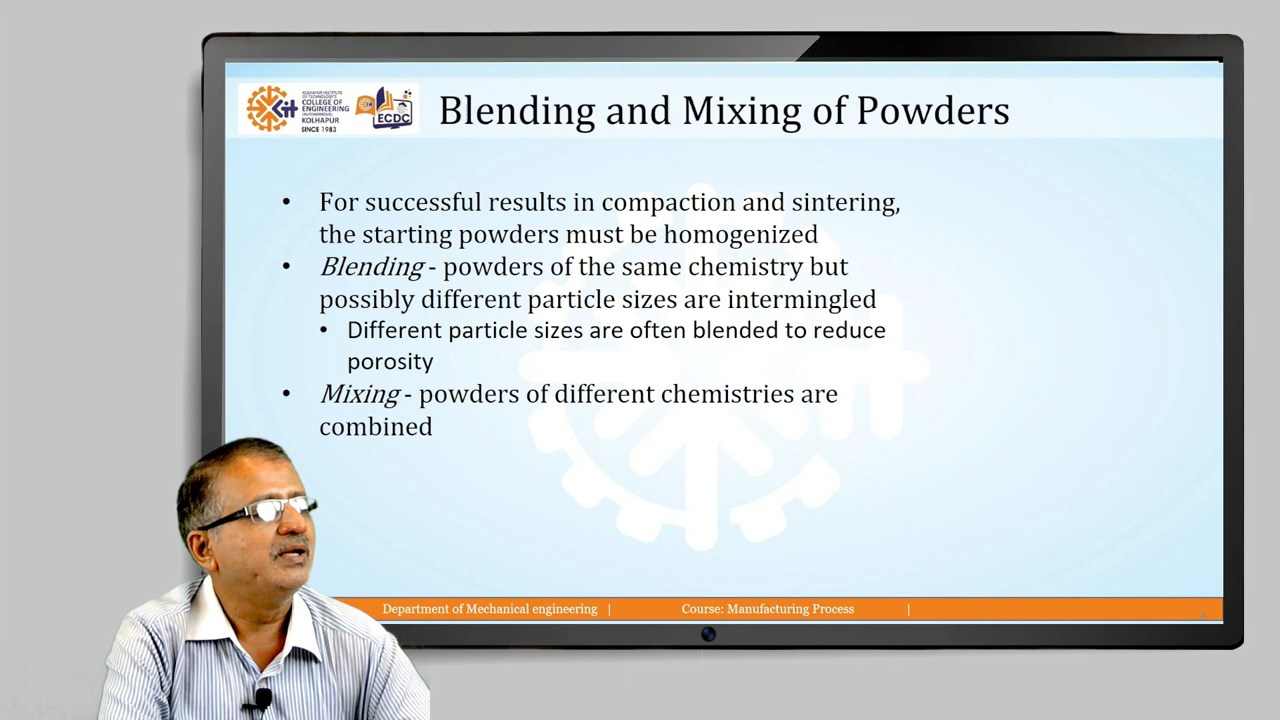 KOLHAPUR INSTITUTE
OF TECHNOLOGY'S
COLLEGE OF
ENGINEERING
(AUTONOMOUS),
KOLHAPUR
SINCE 1983
ECDC
Blending and Mixing of Powders
• For successful results in compaction and sintering,
the starting powders must be homogenized
• Blending - powders of the same chemistry but
possibly different particle sizes are intermingled
• Different particle sizes are often blended to reduce
porosity
• Mixing - powders of different chemistries are
combined
Department of Mechanical engineering |
Course: Manufacturing Process |